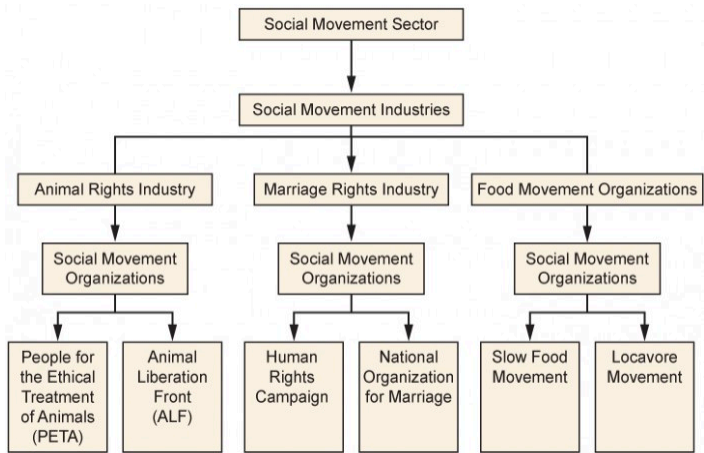 Social Movement Sector
Social Movement Industries
Animal Rights Industry
Marriage Rights Industry
Food Movement Organizations
Social Movement
Organizations
Social Movement
Organizations
Social Movement
Organizations
People for
the Ethical
Treatment
of Animals
(PETA)
Animal
Liberation
Front
(ALF)
Human
Rights
Campaign
National
Organization
for Marriage
Slow Food
Movement
Locavore
Movement